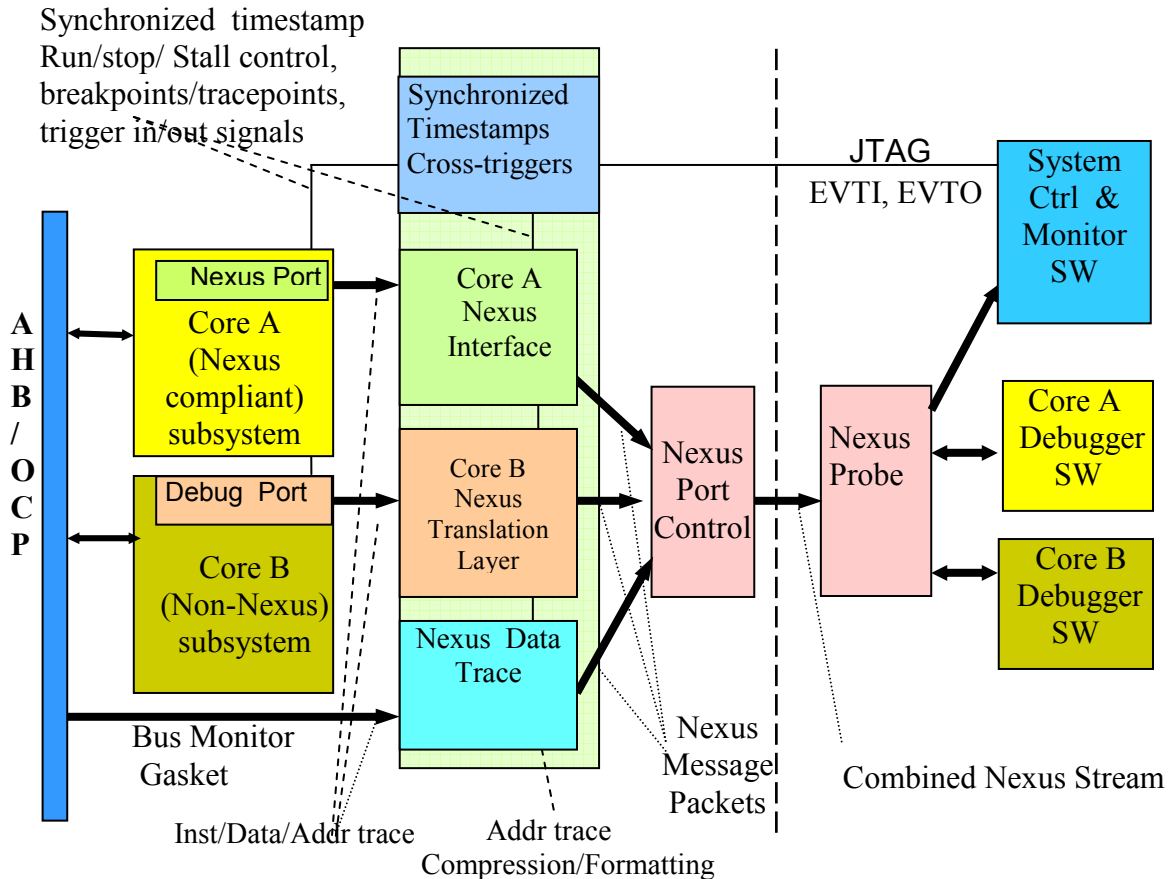 Synchronized timestamp
Run/stop/ Stall control,
breakpoints/tracepoints,
trigger in/out signals
Synchronized
Timestamps
Cross-triggers
JTAG
EVTI, EVTO
System
Ctrl &
Monitor
SW
A
H
B
/
O
C
P
Nexus Port
Core A
(Nexus
compliant)
subsystem
Core A
Nexus
Interface
Debug Port
Core B
(Non-Nexus)
subsystem
Core B
Nexus
Translation
Layer
Nexus Data
Trace
Nexus
Port
Control
Nexus
Probe
Core A
Debugger
SW
Core B
Debugger
SW
Bus Monitor
Gasket
Nexus
Message
Packets
Combined Nexus Stream
Inst/Data/Addr trace
Addr trace
Compression/Formatting